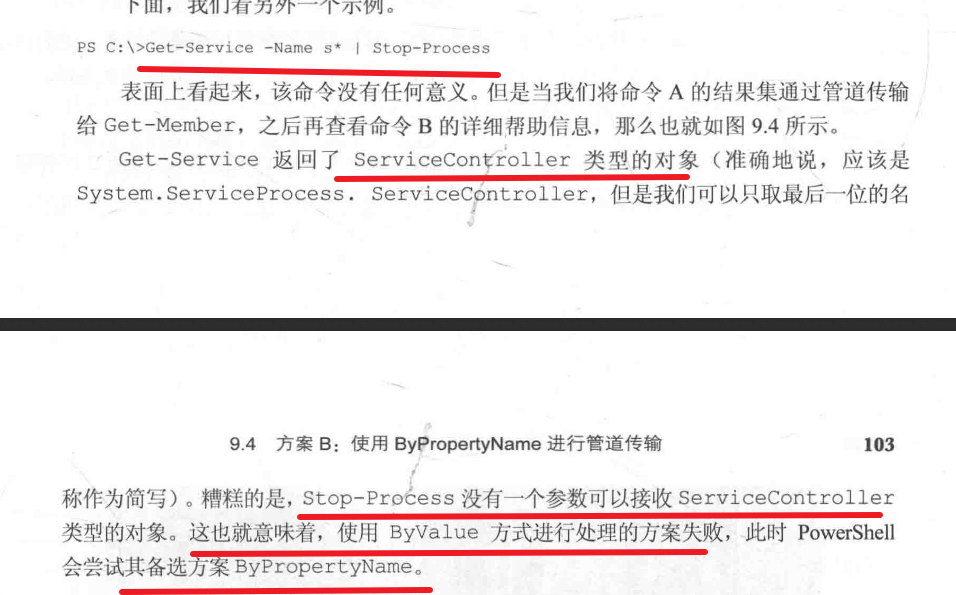 下面，我们看另外一个示例。
PS C:\>Get-Service -Name s* | Stop-Process
表面上看起来，该命令没有任何意义。但是当我们将命令 A 的结果集通过管道传输
给 Get-Member，之后再查看命令 B 的详细帮助信息，那么也就如图 9.4 所示。
Get-Service 返回了 ServiceController 类型的对象（准确地说，应该是
System.ServiceProcess. ServiceController，但是我们可以只取最后一位的名
9.4 方案 B：使用 ByPropertyName 进行管道传输 103
称作为简写）。糟糕的是，Stop-Process 没有一个参数可以接收 ServiceController
类型的对象。这也就意味着，使用 ByValue 方式进行处理的方案失败，此时 PowerShell
会尝试其备选方案 ByPropertyName。